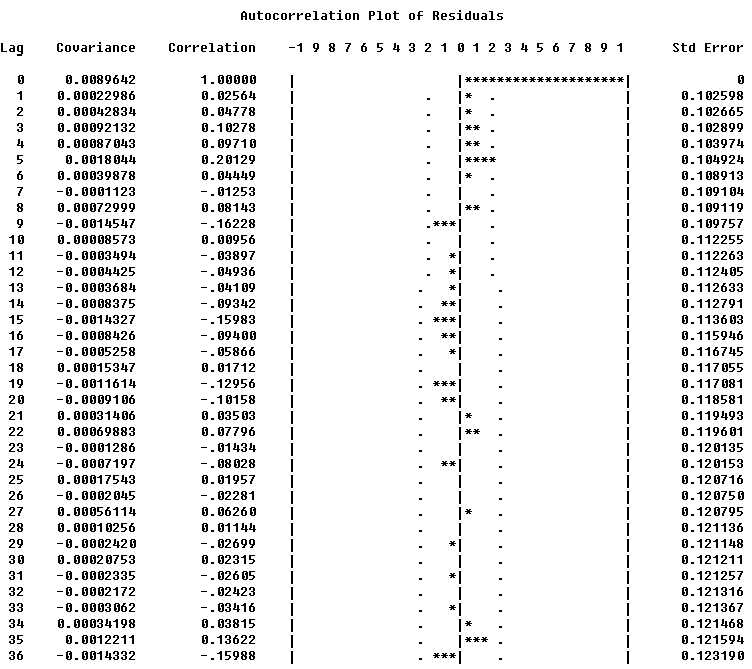 Autocorrelation Plot of Residuals
Lag Covariance Correlation -1 9 8 7 6 5 4 3 2 1 0 1 2 3 4 5 6 7 8 9 1 Std Error
0 0.0089642 1.00000 | |********************| 0
1 0.00022986 0.02564 | . |* . | 0.102598
2 0.00042834 0.04778 | . |* . | 0.102665
3 0.00092132 0.10278 | . |** . | 0.102899
4 0.00087043 0.09710 | . |** . | 0.103974
5 0.0018044 0.20129 | . |**** | 0.104924
6 0.00039878 0.04449 | . |* . | 0.108913
7 -0.0001123 -.01253 | . | . | 0.109104
8 0.00072999 0.08143 | . |** . | 0.109119
9 -0.0014547 -.16228 | .***| . | 0.109757
10 0.00008573 0.00956 | . | . | 0.112255
11 -0.0003494 -.03897 | . *| . | 0.112263
12 -0.0004425 -.04936 | . *| . | 0.112405
13 -0.0003684 -.04109 | . *| . | 0.112633
14 -0.0008375 -.09342 | . **| . | 0.112791
15 -0.0014327 -.15983 | . ***| . | 0.113603
16 -0.0008426 -.09400 | . **| . | 0.115946
17 -0.0005258 -.05866 | . *| . | 0.116745
18 0.00015347 0.01712 | . | . | 0.117055
19 -0.0011614 -.12956 | . ***| . | 0.117081
20 -0.0009106 -.10158 | . **| . | 0.118581
21 0.00031406 0.03503 | . |* . | 0.119493
22 0.00069883 0.07796 | . |** . | 0.119601
23 -0.0001286 -.01434 | . | . | 0.120135
24 -0.0007197 -.08028 | . **| . | 0.120153
25 0.00017543 0.01957 | . | . | 0.120716
26 -0.0002045 -.02281 | . | . | 0.120750
27 0.00056114 0.06260 | . |* . | 0.120795
28 0.00010256 0.01144 | . | . | 0.121136
29 -0.0002420 -.02699 | . *| . | 0.121148
30 0.00020753 0.02315 | . | . | 0.121211
31 -0.0002335 -.02605 | . *| . | 0.121257
32 -0.0002172 -.02423 | . | . | 0.121316
33 -0.0003062 -.03416 | . *| . | 0.121367
34 0.00034198 0.03815 | . |* . | 0.121468
35 0.0012211 0.13622 | . |*** . | 0.121594
36 -0.0014332 -.15988 | . ***| . | 0.123190